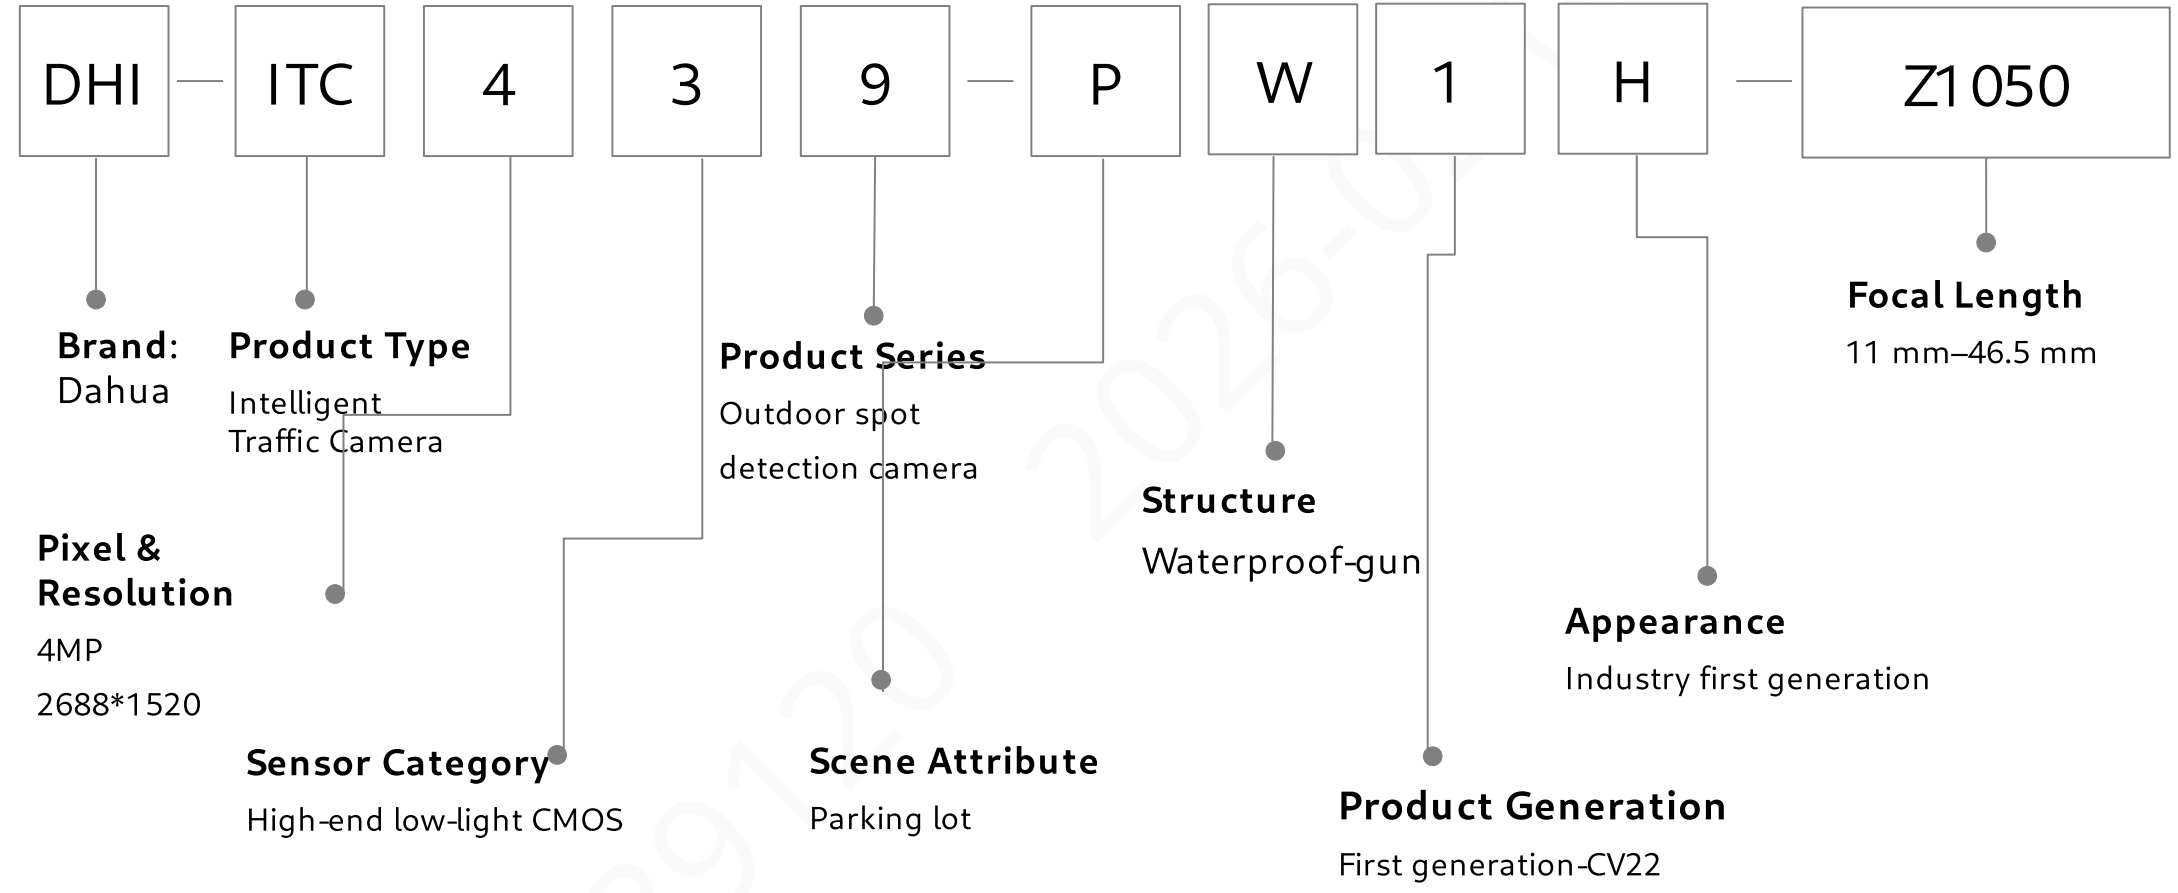 DHI — ITC 4 3 9 — P W 1 H — Z1050
Brand:
Dahua
Product Type
Intelligent
Traffic Camera
Pixel &
Resolution
4MP
2688*1520
Sensor Category
High-end low-light CMOS
Product Series
Outdoor spot
detection camera
Scene Attribute
Parking lot
Structure
Waterproof-gun
Product Generation
First generation-CV22
Appearance
Industry first generation
Focal Length
11 mm–46.5 mm